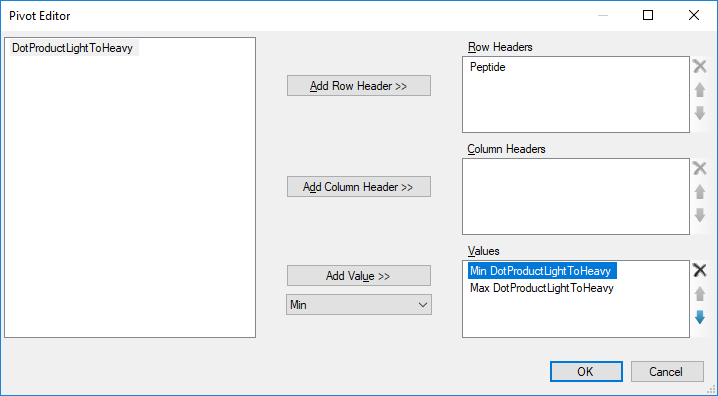 Pivot Editor
DotProductLightToHeavy
Add Row Header >>
Add Column Header >>
Add Value >>
Min
Row Headers
Peptide
Column Headers
Values
Min DotProductLightToHeavy
Max DotProductLightToHeavy
OK
Cancel